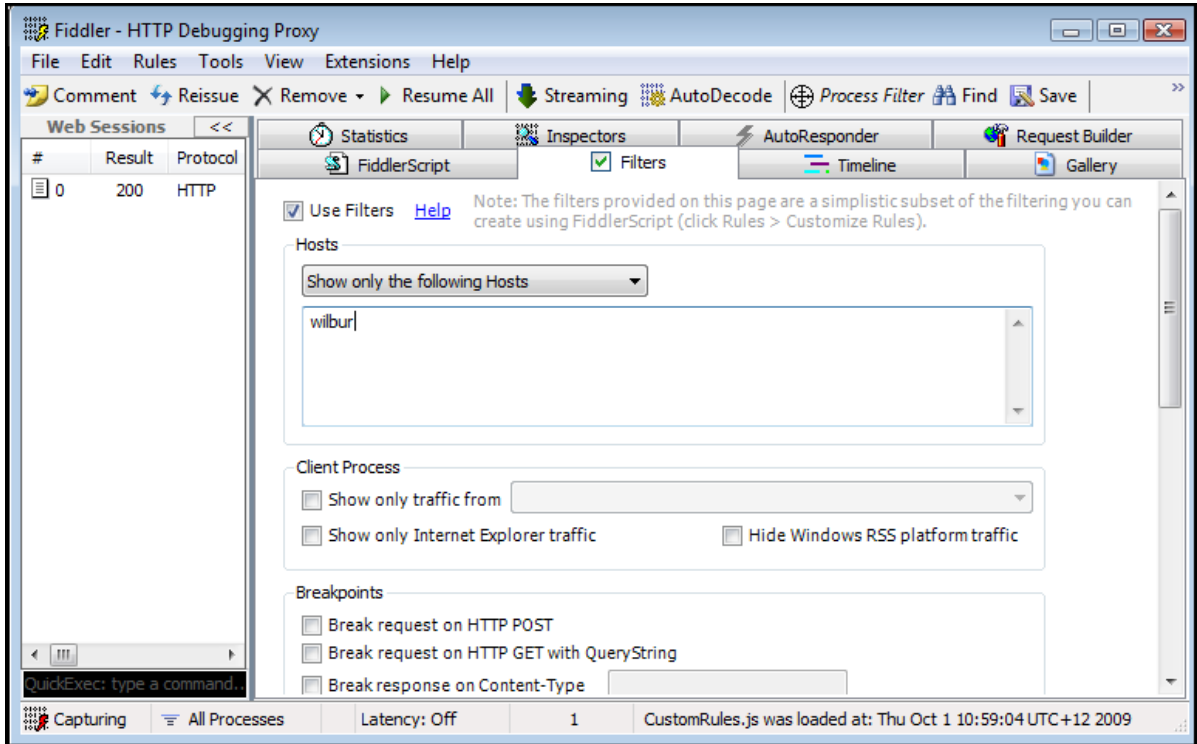 Fiddler - HTTP Debugging Proxy
File Edit Rules Tools View Extensions Help
Comment Reissue Remove Resume All Streaming AutoDecode Process Filter Find Save »
Web Sessions <<
# Result Protocol
0 200 HTTP
Statistics Inspectors AutoResponder Request Builder
FiddlerScript Filters Timeline Gallery
Use Filters Help
Note: The filters provided on this page are a simplistic subset of the filtering you can
create using FiddlerScript (click Rules > Customize Rules).
Hosts
Show only the following Hosts
wilbur
Client Process
Show only traffic from
Show only Internet Explorer traffic Hide Windows RSS platform traffic
Breakpoints
Break request on HTTP POST
Break request on HTTP GET with QueryString
Break response on Content-Type
QuickExec: type a command..
Capturing All Processes Latency: Off 1 CustomRules.js was loaded at: Thu Oct 1 10:59:04 UTC+12 2009